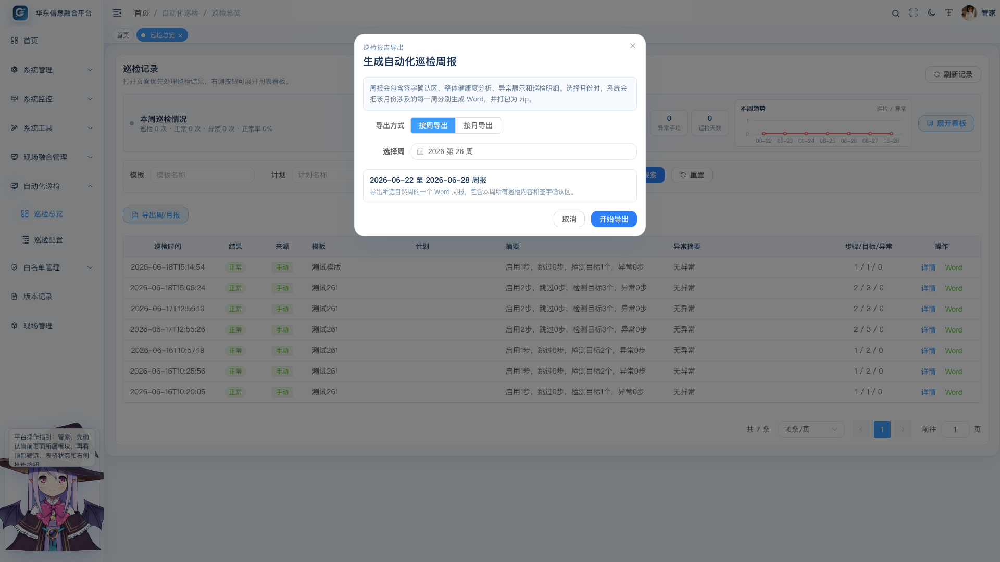 华东信息融合平台
首页 / 自动化巡检 / 巡检总览
管家
首页
巡检总览
首页
系统管理
系统监控
系统工具
现场融合管理
自动化巡检
巡检总览
巡检配置
白名单管理
版本记录
现场管理
平台操作指引：管家，先确
认当前页面所属模块，再看
顶部筛选、表格状态和右侧
操作按钮
巡检记录
打开页面优先处理巡检结果，右侧按钮可展开图表看板。
刷新记录
本周巡检情况
巡检 0 次 · 正常 0 次 · 异常 0 次 · 正常率 0%
0
异常子项
0
巡检天数
本周趋势
巡检 / 异常
1
0
06-22 06-23 06-24 06-25 06-26 06-27 06-28
展开看板
模板 模板名称
计划 计划名称
搜索
重置
导出周/月报
巡检报告导出
生成自动化巡检周报
周报会包含签字确认区、整体健康度分析、异常展示和巡检明细。选择月份时，系统会
把该月份涉及的每一周分别生成 Word，并打包为 zip。
导出方式 按周导出 按月导出
选择周 2026 第 26 周
2026-06-22 至 2026-06-28 周报
导出所选自然周的一个 Word 周报，包含本周所有巡检内容和签字确认区。
取消 开始导出
巡检时间 结果 来源 模板 计划 摘要 异常摘要 步骤/目标/异常 操作
2026-06-18T15:14:54 正常 手动 测试模版 启用1步，跳过0步，检测目标1个，异常0步 无异常 1 / 1 / 0 详情 Word
2026-06-18T15:06:24 正常 手动 测试261 启用2步，跳过0步，检测目标3个，异常0步 无异常 2 / 3 / 0 详情 Word
2026-06-17T12:56:10 正常 手动 测试261 启用2步，跳过0步，检测目标3个，异常0步 无异常 2 / 3 / 0 详情 Word
2026-06-17T12:55:26 正常 手动 测试261 启用2步，跳过0步，检测目标3个，异常0步 无异常 2 / 3 / 0 详情 Word
2026-06-16T10:57:19 正常 手动 测试261 启用1步，跳过0步，检测目标2个，异常0步 无异常 1 / 2 / 0 详情 Word
2026-06-16T10:25:56 正常 手动 测试261 启用1步，跳过0步，检测目标2个，异常0步 无异常 1 / 2 / 0 详情 Word
2026-06-16T10:20:05 正常 手动 测试261 启用1步，跳过0步，检测目标1个，异常0步 无异常 1 / 1 / 0 详情 Word
共 7 条 10条/页 1 前往 1 页